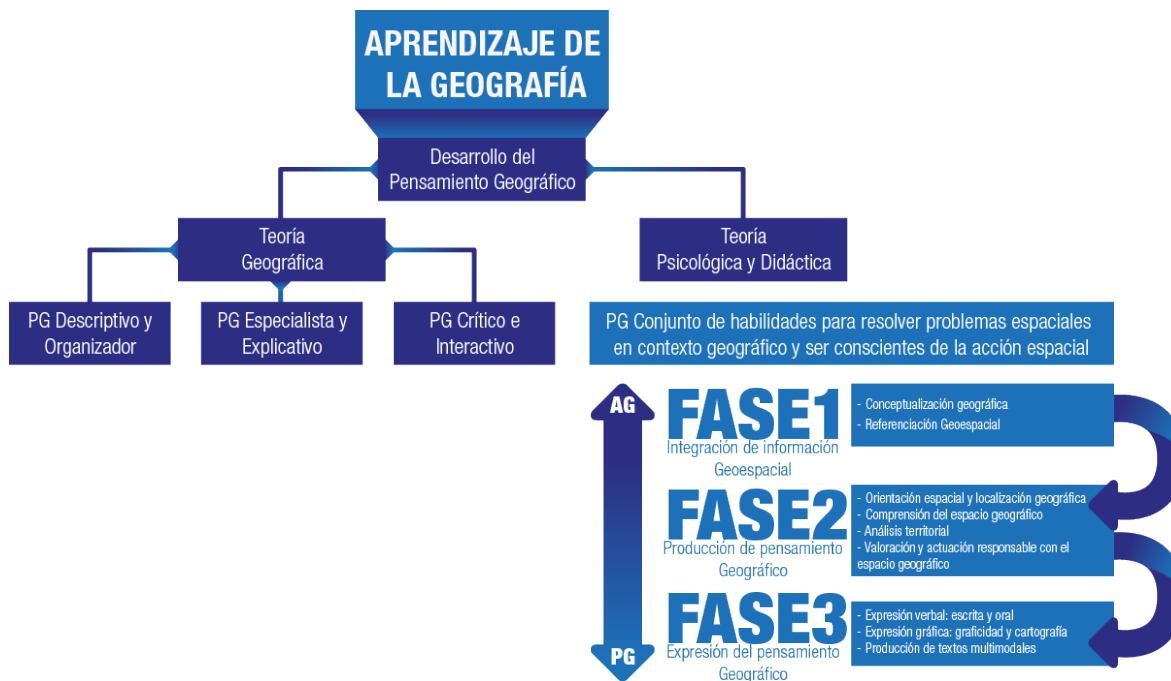 APRENDIZAJE DE
LA GEOGRAFÍA
Desarrollo del
Pensamiento Geográfico
Teoría
Geográfica
Teoría
Psicológica y Didáctica
PG Descriptivo y
Organizador
PG Especialista y
Explicativo
PG Crítico e
Interactivo
PG Conjunto de habilidades para resolver problemas espaciales
en contexto geográfico y ser conscientes de la acción espacial
AG
FASE1
Integración de información
Geoespacial
- Conceptualización geográfica
- Referenciación Geoespacial
FASE2
Producción de pensamiento
Geográfico
- Orientación espacial y localización geográfica
- Comprensión del espacio geográfico
- Análisis territorial
- Valoración y actuación responsable con el
espacio geográfico
FASE3
Expresión del pensamiento
Geográfico
- Expresión verbal: escrita y oral
- Expresión gráfica: graficidad y cartografía
- Producción de textos multimodales
PG